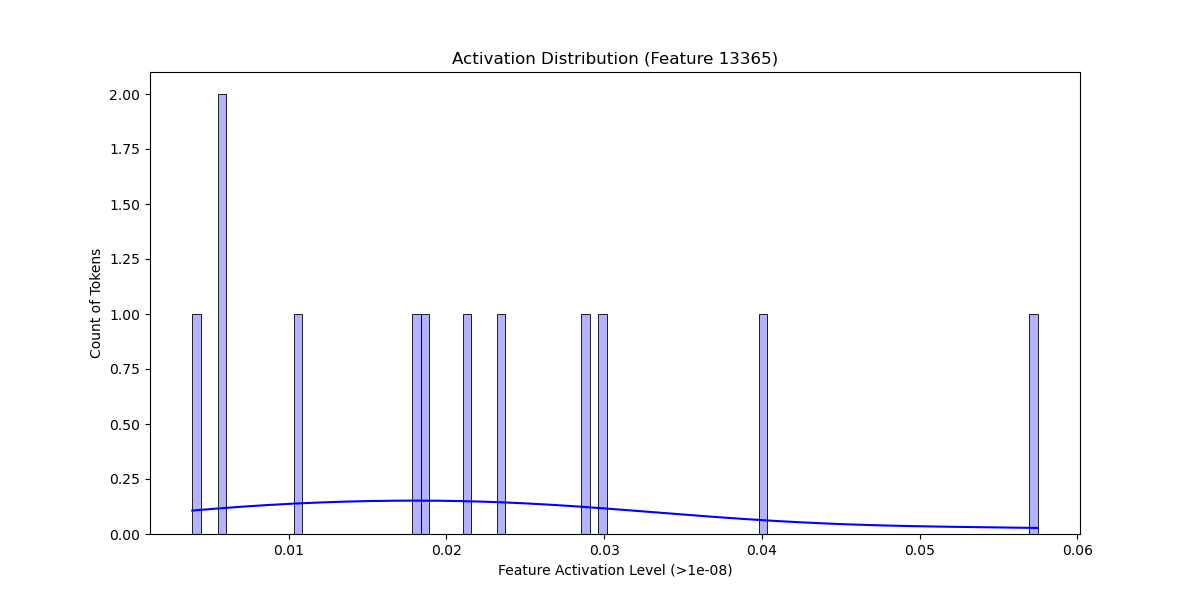 Activation Distribution (Feature 13365)
Count of Tokens
2.00
1.75
1.50
1.25
1.00
0.75
0.50
0.25
0.00
0.01 0.02 0.03 0.04 0.05 0.06
Feature Activation Level (>1e-08)